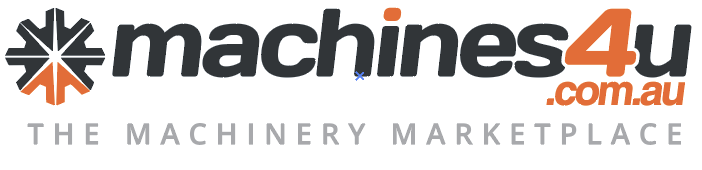 machines4u
.com.au
THE MACHINERY MARKETPLACE